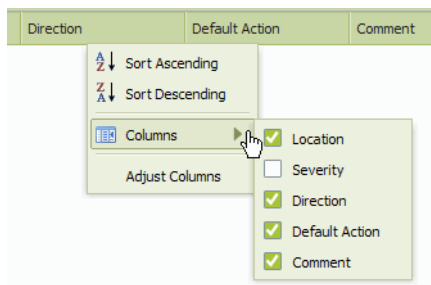 Direction Default Action Comment
Sort Ascending
Sort Descending
Columns
Adjust Columns
Location
Severity
Direction
Default Action
Comment